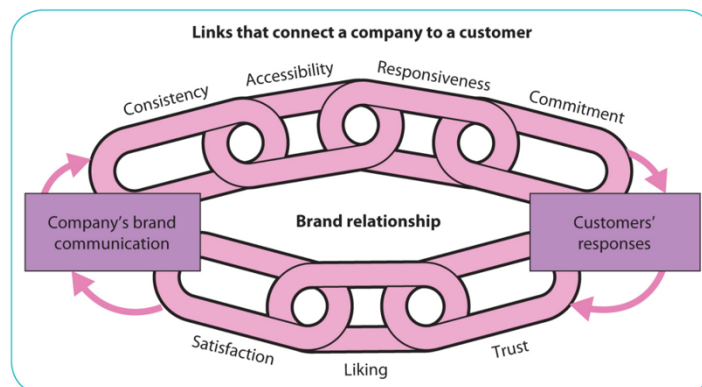 Links that connect a company to a customer
Consistency
Accessibility
Responsiveness
Commitment
Company's brand
communication
Brand relationship
Customers'
responses
Satisfaction
Liking
Trust